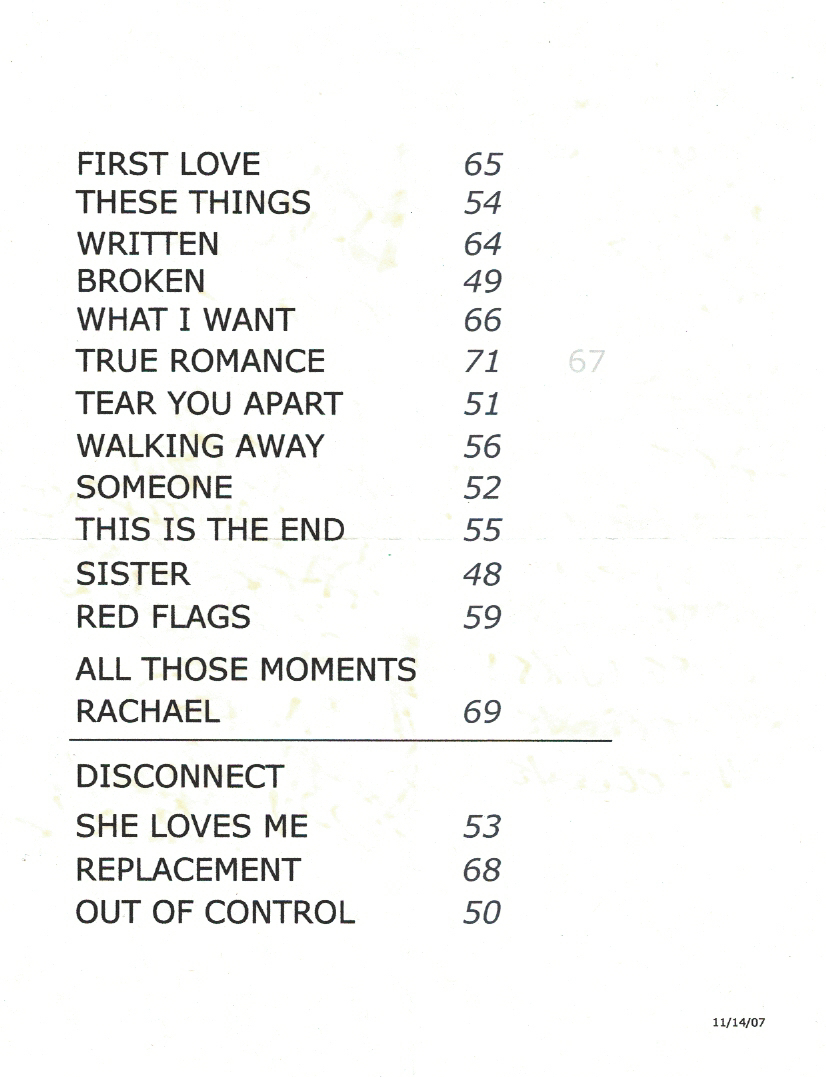 FIRST LOVE 65
THESE THINGS 54
WRITTEN 64
BROKEN 49
WHAT I WANT 66
TRUE ROMANCE 71 67
TEAR YOU APART 51
WALKING AWAY 56
SOMEONE 52
THIS IS THE END 55
SISTER 48
RED FLAGS 59
ALL THOSE MOMENTS
RACHAEL 69
DISCONNECT
SHE LOVES ME 53
REPLACEMENT 68
OUT OF CONTROL 50
11/14/07